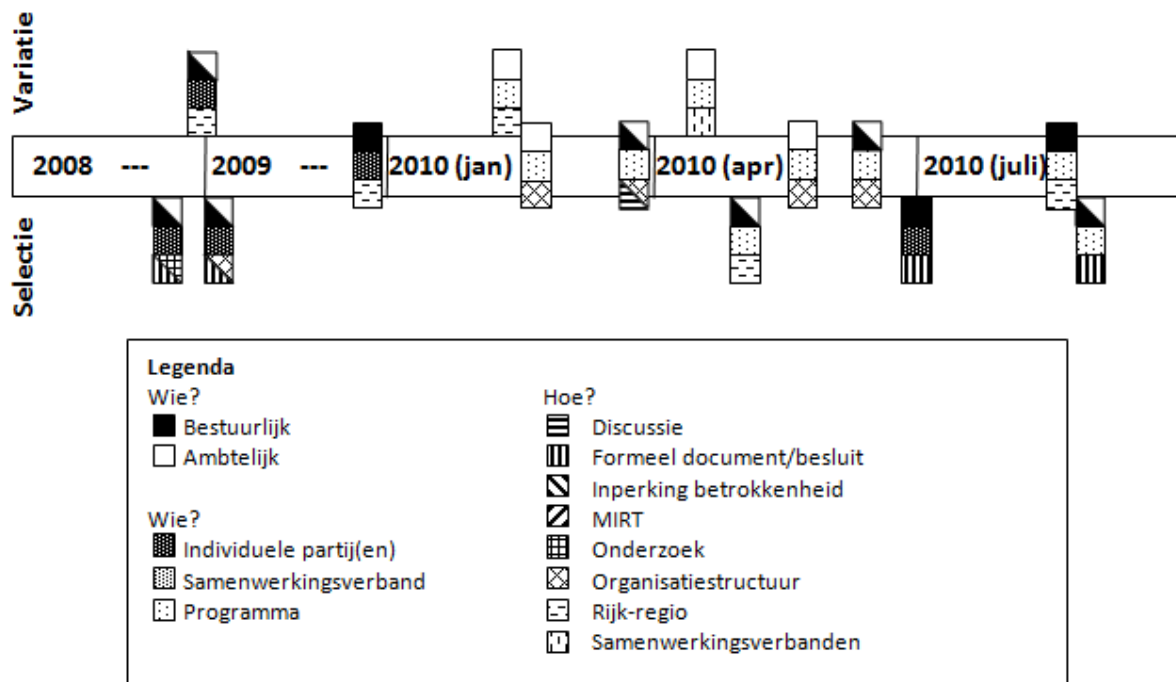 Variatie
2008 --- 2009 --- 2010 (jan) 2010 (apr) 2010 (juli)
Selectie
Legenda
Wie?
Bestuurlijk
Ambtelijk
Wie?
Individuele partij(en)
Samenwerkingsverband
Programma
Hoe?
Discussie
Formeel document/besluit
Inperking betrokkenheid
MIRT
Onderzoek
Organisatiestructuur
Rijk-regio
Samenwerkingsverbanden